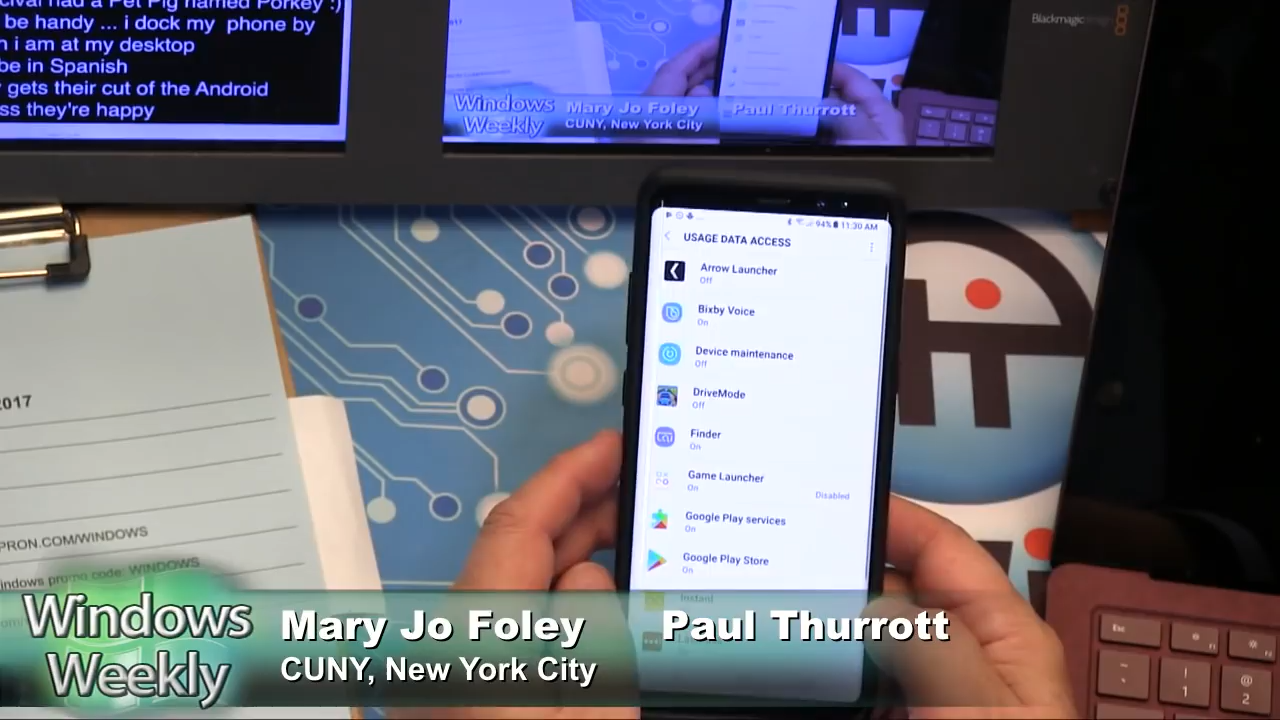 be handy ... i dock my phone by
i am at my desktop
be in Spanish
gets their cut of the Android
they're happy
Windows
Weekly
Mary Jo Foley
CUNY, New York City
Paul Thurrott
Blackmagic
94% 11:30 AM
USAGE DATA ACCESS
Arrow Launcher
Off
Bixby Voice
On
Device maintenance
Off
DriveMode
Off
Finder
On
Game Launcher
On
Disabled
Google Play services
On
Google Play Store
On
Instant
2017
PRON.COM/WINDOWS
promo code: WINDOWS
Windows
Weekly
Mary Jo Foley
CUNY, New York City
Paul Thurrott
Esc
~
!
1
@
2